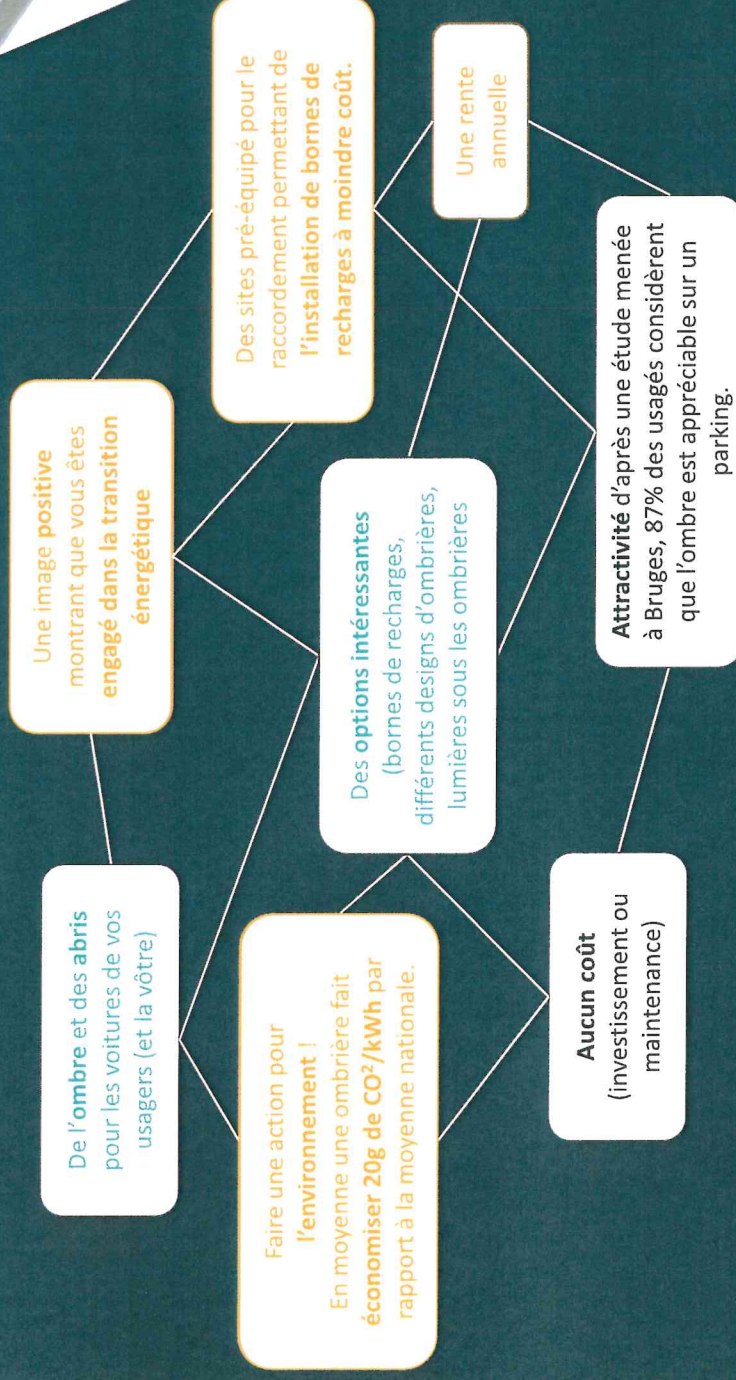 De l'ombre et des abris
pour les voitures de vos
usagers (et la vôtre)
Une image positive
montrant que vous êtes
engagé dans la transition
énergétique
Des sites pré-équipé pour le
raccordement permettant de
l'installation de bornes de
recharges à moindre coût.
Faire une action pour
l'environnement !
En moyenne une ombrière fait
économiser 20g de CO²/kWh par
rapport à la moyenne nationale.
Des options intéressantes
(bornes de recharges,
différents designs d'ombrières,
lumières sous les ombrières
Une rente
annuelle
Aucun coût
(investissement ou
maintenance)
Attractivité d'après une étude menée
à Bruges, 87% des usagés considèrent
que l'ombre est appréciable sur un
parking.